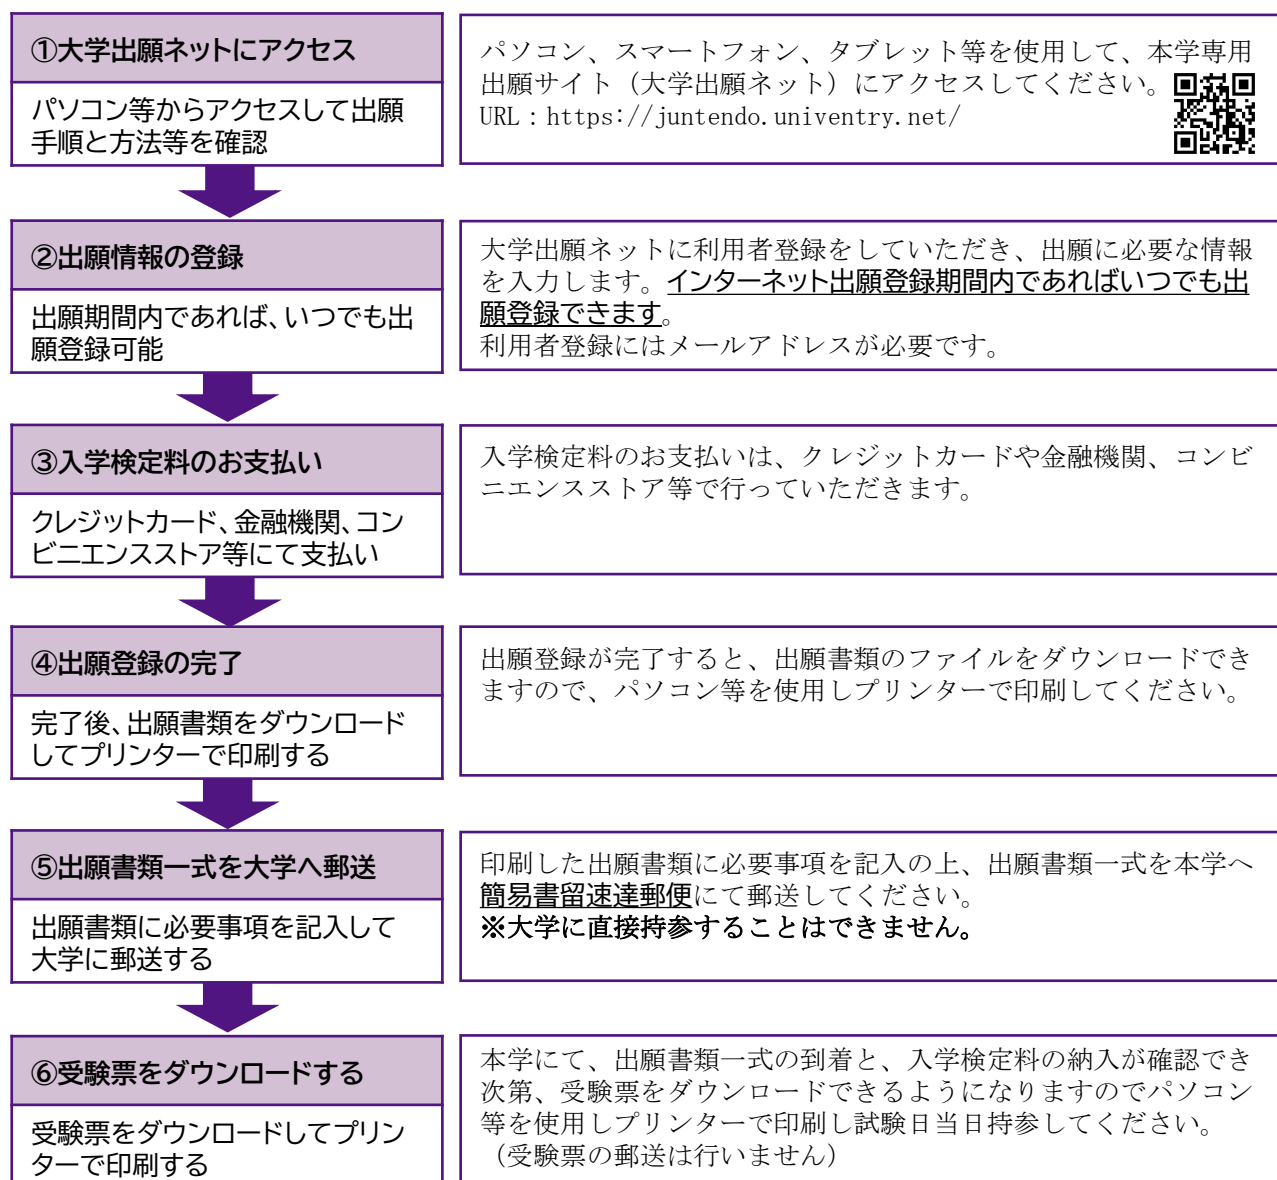 ①大学出願ネットにアクセス
パソコン等からアクセスして出願
手順と方法等を確認
パソコン、スマートフォン、タブレット等を使用して、本学専用
出願サイト（大学出願ネット）にアクセスしてください。
URL：https://juntendo.univentry.net/
②出願情報の登録
出願期間内であれば、いつでも出
願登録可能
大学出願ネットに利用者登録をしていただき、出願に必要な情報
を入力します。インターネット出願登録期間内であればいつでも出
願登録できます。
利用者登録にはメールアドレスが必要です。
③入学検定料のお支払い
クレジットカード、金融機関、コン
ビニエンスストア等にて支払い
入学検定料のお支払いは、クレジットカードや金融機関、コンビ
ニエンスストア等で行っていただきます。
④出願登録の完了
完了後、出願書類をダウンロード
してプリンターで印刷する
出願登録が完了すると、出願書類のファイルをダウンロードでき
ますので、パソコン等を使用しプリンターで印刷してください。
⑤出願書類一式を大学へ郵送
出願書類に必要事項を記入して
大学に郵送する
印刷した出願書類に必要事項を記入の上、出願書類一式を本学へ
簡易書留速達郵便にて郵送してください。
※大学に直接持参することはできません。
⑥受験票をダウンロードする
受験票をダウンロードしてプリン
ターで印刷する
本学にて、出願書類一式の到着と、入学検定料の納入が確認でき
次第、受験票をダウンロードできるようになりますのでパソコン
等を使用しプリンターで印刷し試験日当日持参してください。
（受験票の郵送は行いません）